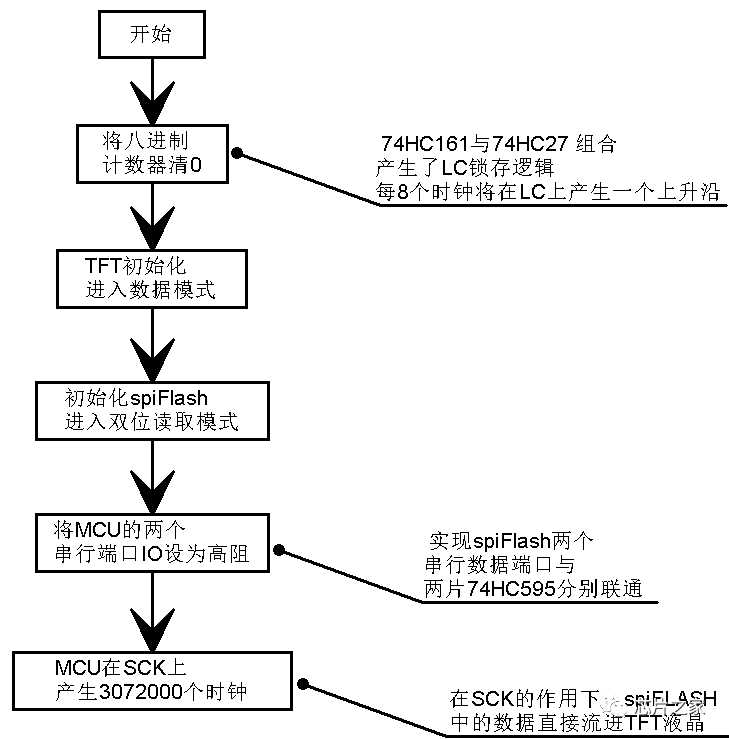 开始
将八进制
计数器清0
74HC161与74HC27 组合
产生了LC锁存逻辑
每8个时钟将在LC上产生一个上升沿
TFT初始化
进入数据模式
初始化spiFlash
进入双位读取模式
将MCU的两个
串行端口IO设为高阻
实现spiFlash两个
串行数据端口与
两片74HC595分别联通
MCU在SCK上
产生3072000个时钟
在SCK的作用下，spiFLASH
中的数据直接流进TFT液晶
芯片之家